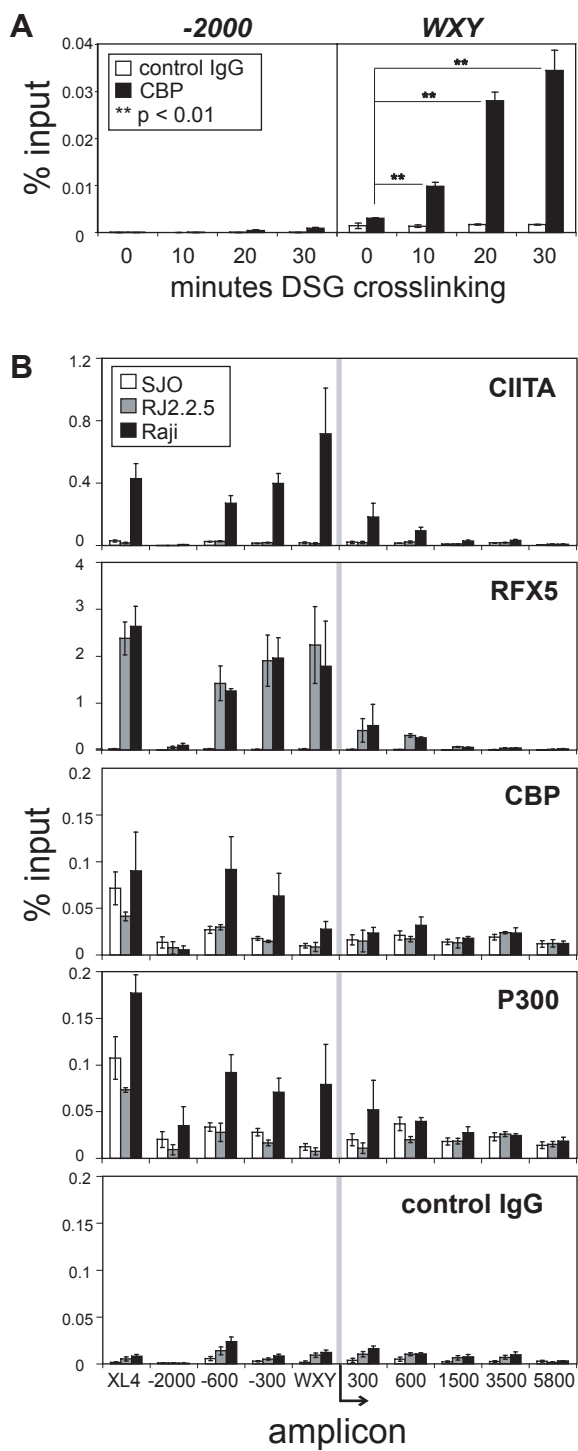 A
-2000 WXY
0.04
0.03
0.02
0.01
0
% input
control IgG
CBP
** p < 0.01
**
**
**
0 10 20 30 0 10 20 30
minutes DSG crosslinking
B
1.2
0.8
0.4
0
SJO
RJ2.2.5
Raji
CIITA
4
3
2
1
0
RFX5
0.2
0.15
0.1
0.05
0
CBP
% input
0.2
0.15
0.1
0.05
0
P300
0.2
0.15
0.1
0.05
0
control IgG
XL4 -2000 -600 -300 WXY 300 600 1500 3500 5800
amplicon